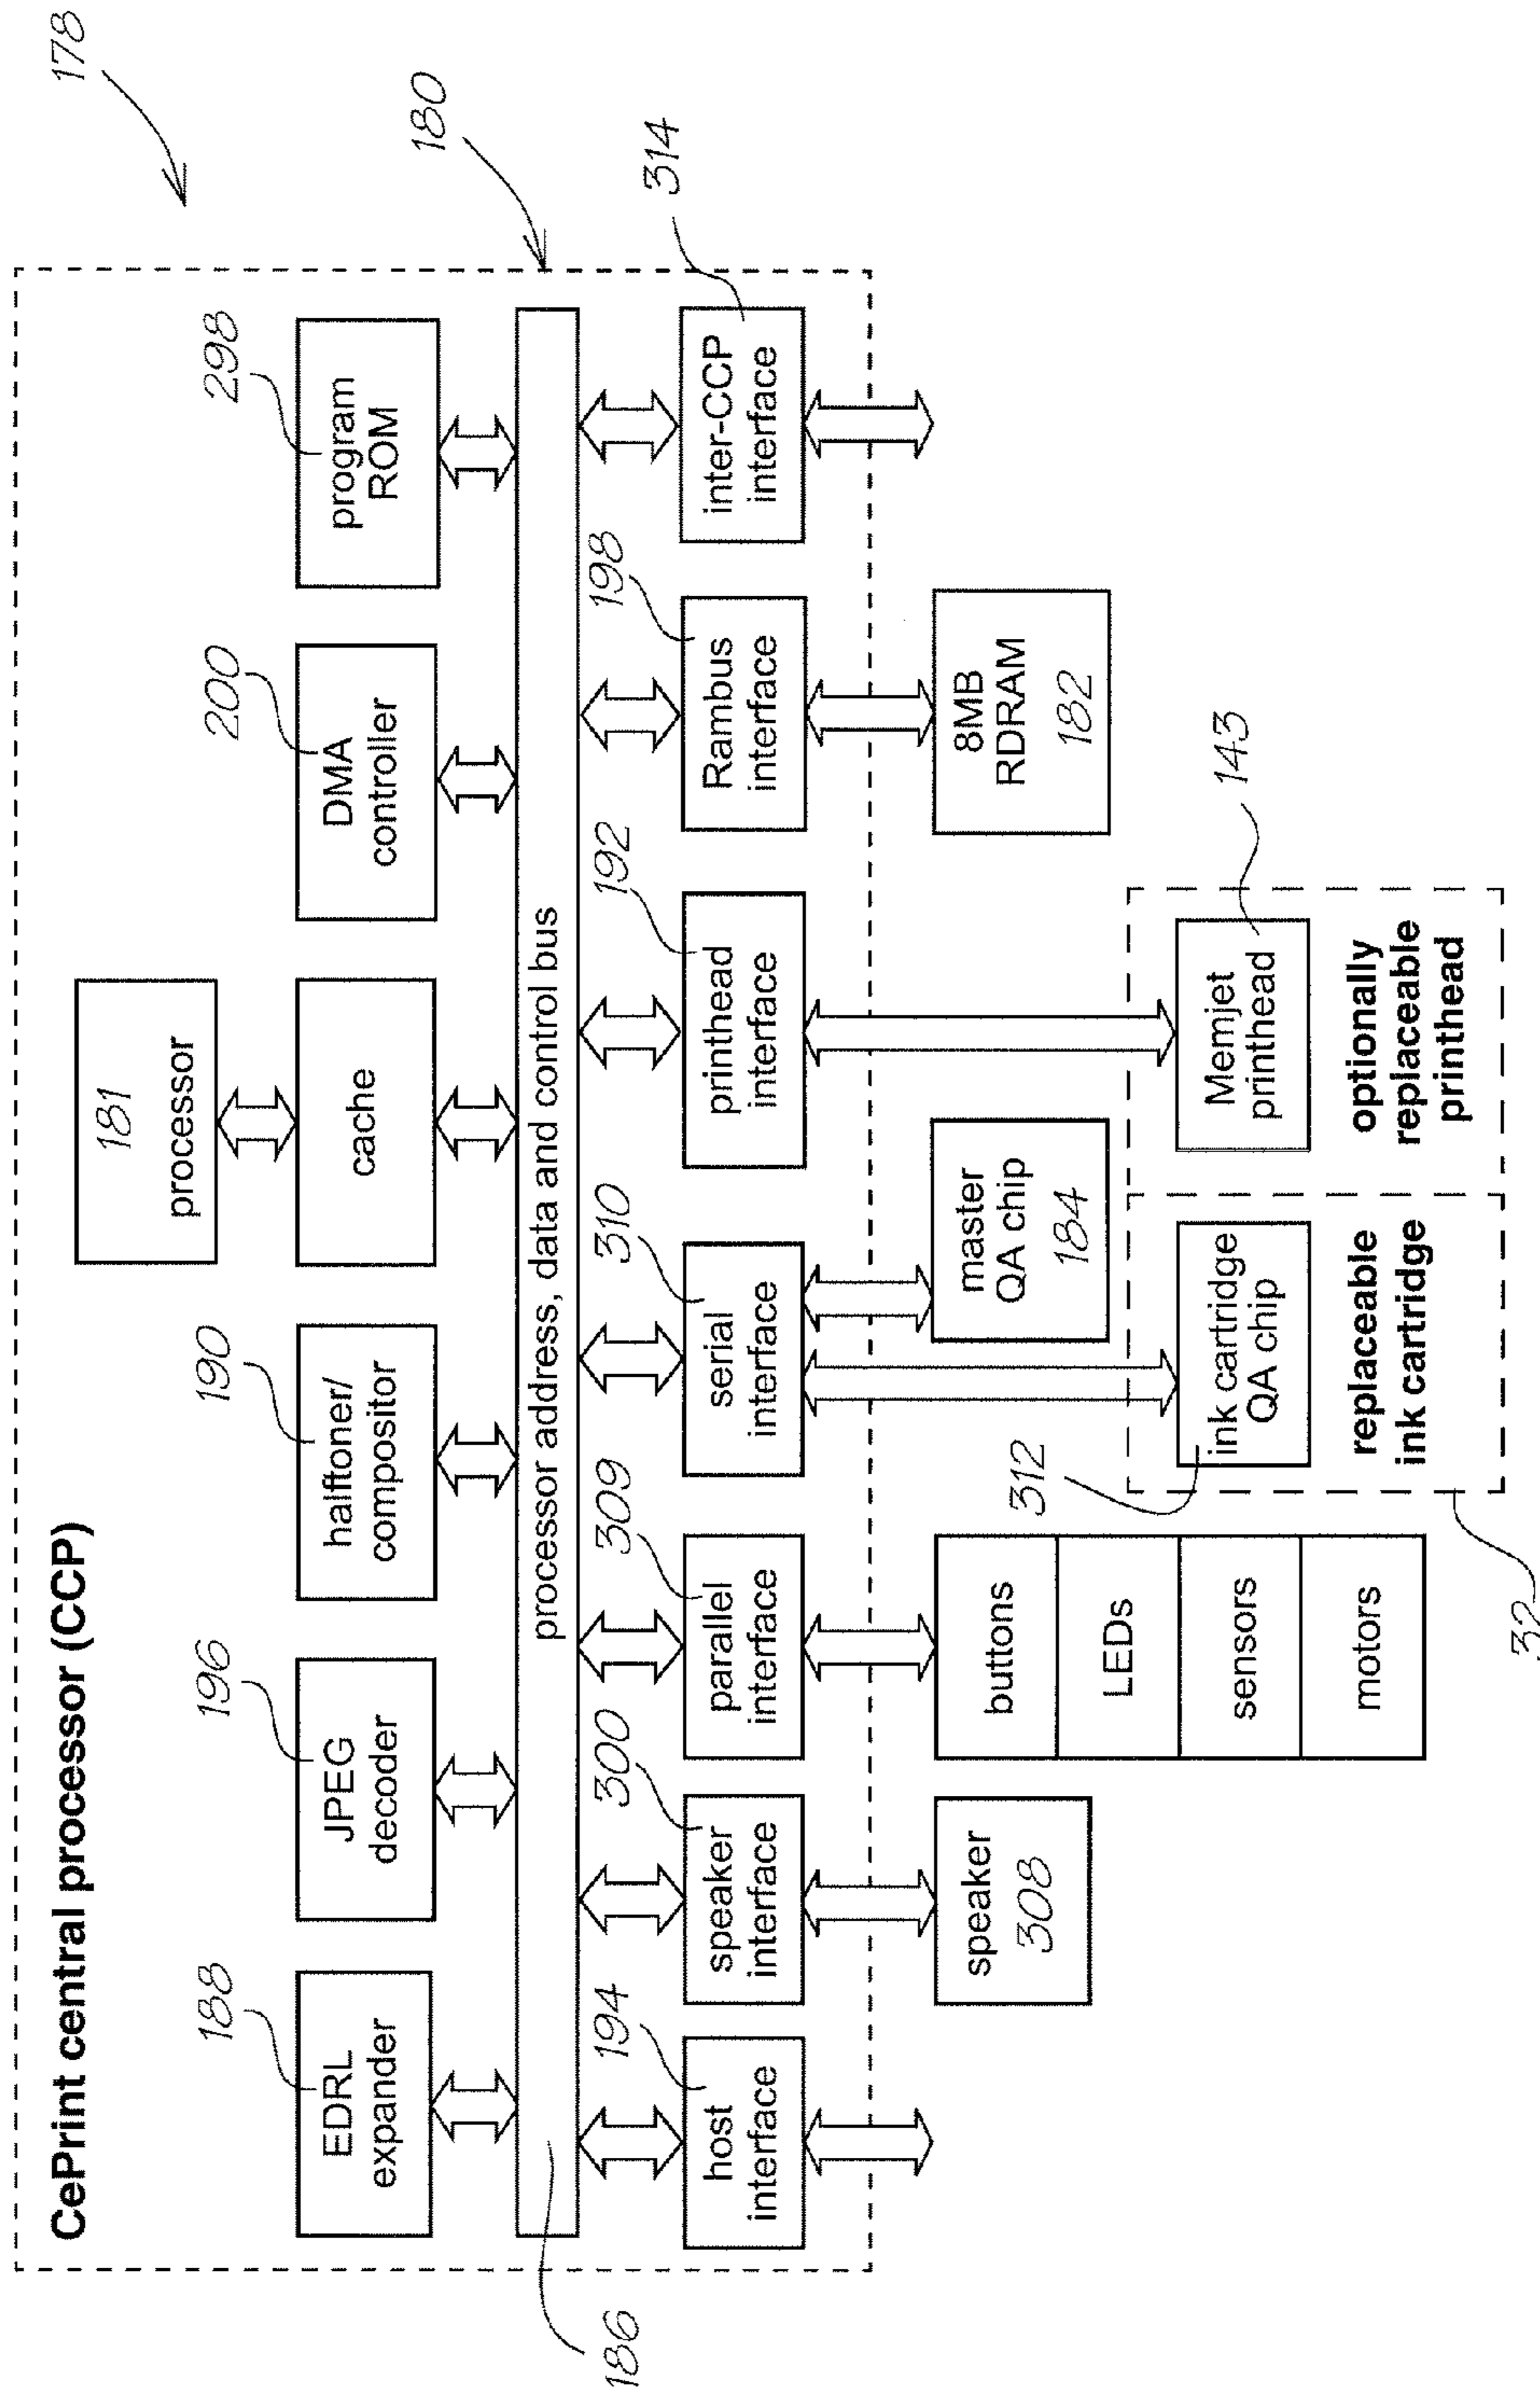 178
CePrint central processor (CCP)
180
181
processor
188
196
190
200
298
EDRL
expander
JPEG
decoder
halftoner/
compositor
cache
DMA
controller
program
ROM
processor address, data and control bus
186
194
300
309
310
192
198
314
host
interface
speaker
interface
parallel
interface
serial
interface
printhead
interface
Rambus
interface
inter-CCP
interface
speaker
308
buttons
LEDs
sensors
motors
master
QA chip
184
8MB
RDRAM
182
312
ink cartridge
QA chip
Memjet
printhead
143
replaceable
ink cartridge
optionally
replaceable
printhead
32